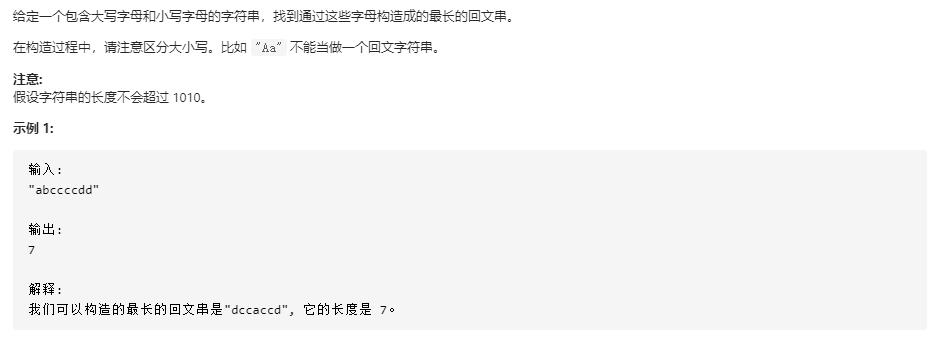 给定一个包含大写字母和小写字母的字符串，找到通过这些字母构造成的最长的回文串。
在构造过程中，请注意区分大小写。比如 "Aa" 不能当做一个回文字符串。
注意:
假设字符串的长度不会超过 1010。
示例 1:
输入:
"abccccdd"
输出:
7
解释:
我们可以构造的最长的回文串是"dccaccd", 它的长度是 7。